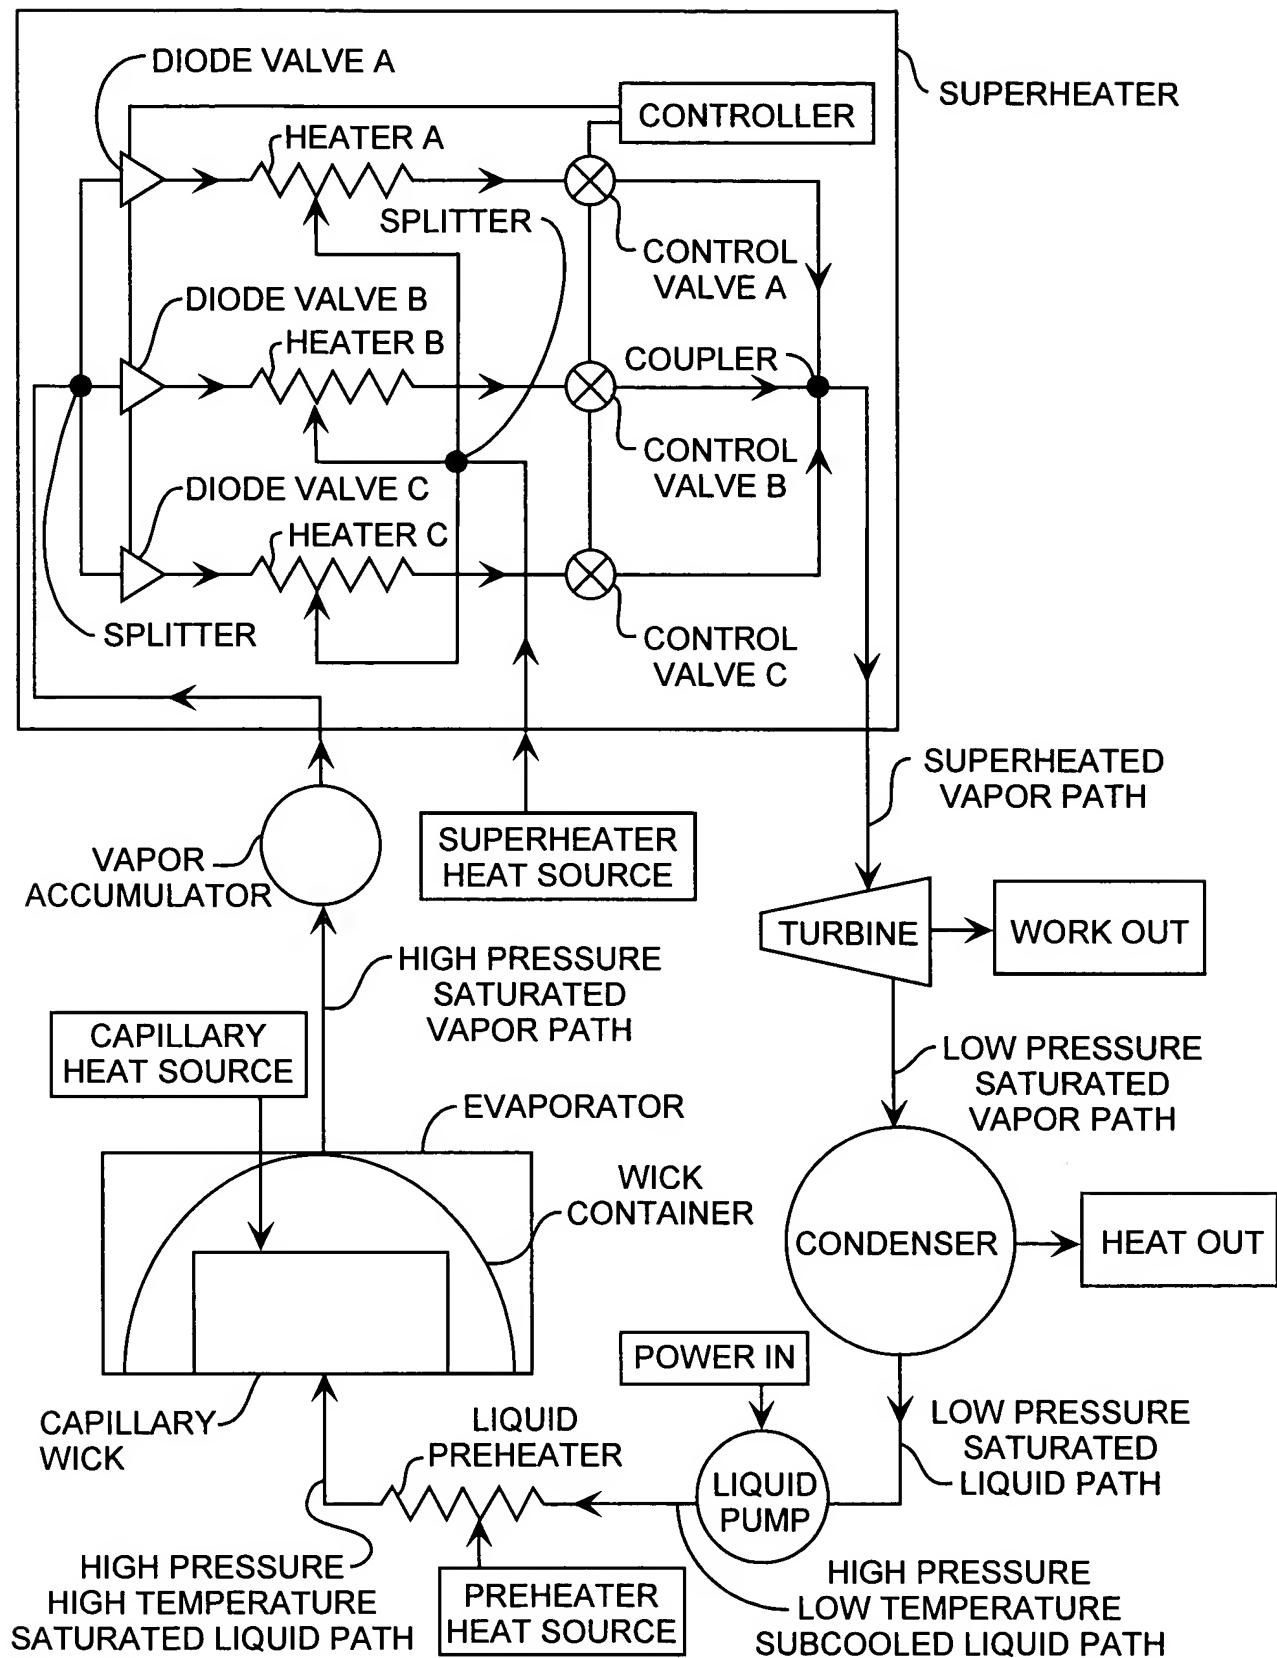 DIODE VALVE A
SUPERHEATER
CONTROLLER
HEATER A
SPLITTER
CONTROL
VALVE A
DIODE VALVE B
HEATER B
COUPLER
CONTROL
VALVE B
DIODE VALVE C
HEATER C
SPLITTER
CONTROL
VALVE C
SUPERHEATED
VAPOR PATH
SUPERHEATER
HEAT SOURCE
VAPOR
ACCUMULATOR
TURBINE
WORK OUT
HIGH PRESSURE
SATURATED
VAPOR PATH
CAPILLARY
HEAT SOURCE
LOW PRESSURE
SATURATED
VAPOR PATH
EVAPORATOR
WICK
CONTAINER
CONDENSER
HEAT OUT
POWER IN
CAPILLARY
WICK
LIQUID
PREHEATER
LOW PRESSURE
SATURATED
LIQUID PATH
LIQUID
PUMP
HIGH PRESSURE
HIGH TEMPERATURE
SATURATED LIQUID PATH
PREHEATER
HEAT SOURCE
HIGH PRESSURE
LOW TEMPERATURE
SUBCOOLED LIQUID PATH